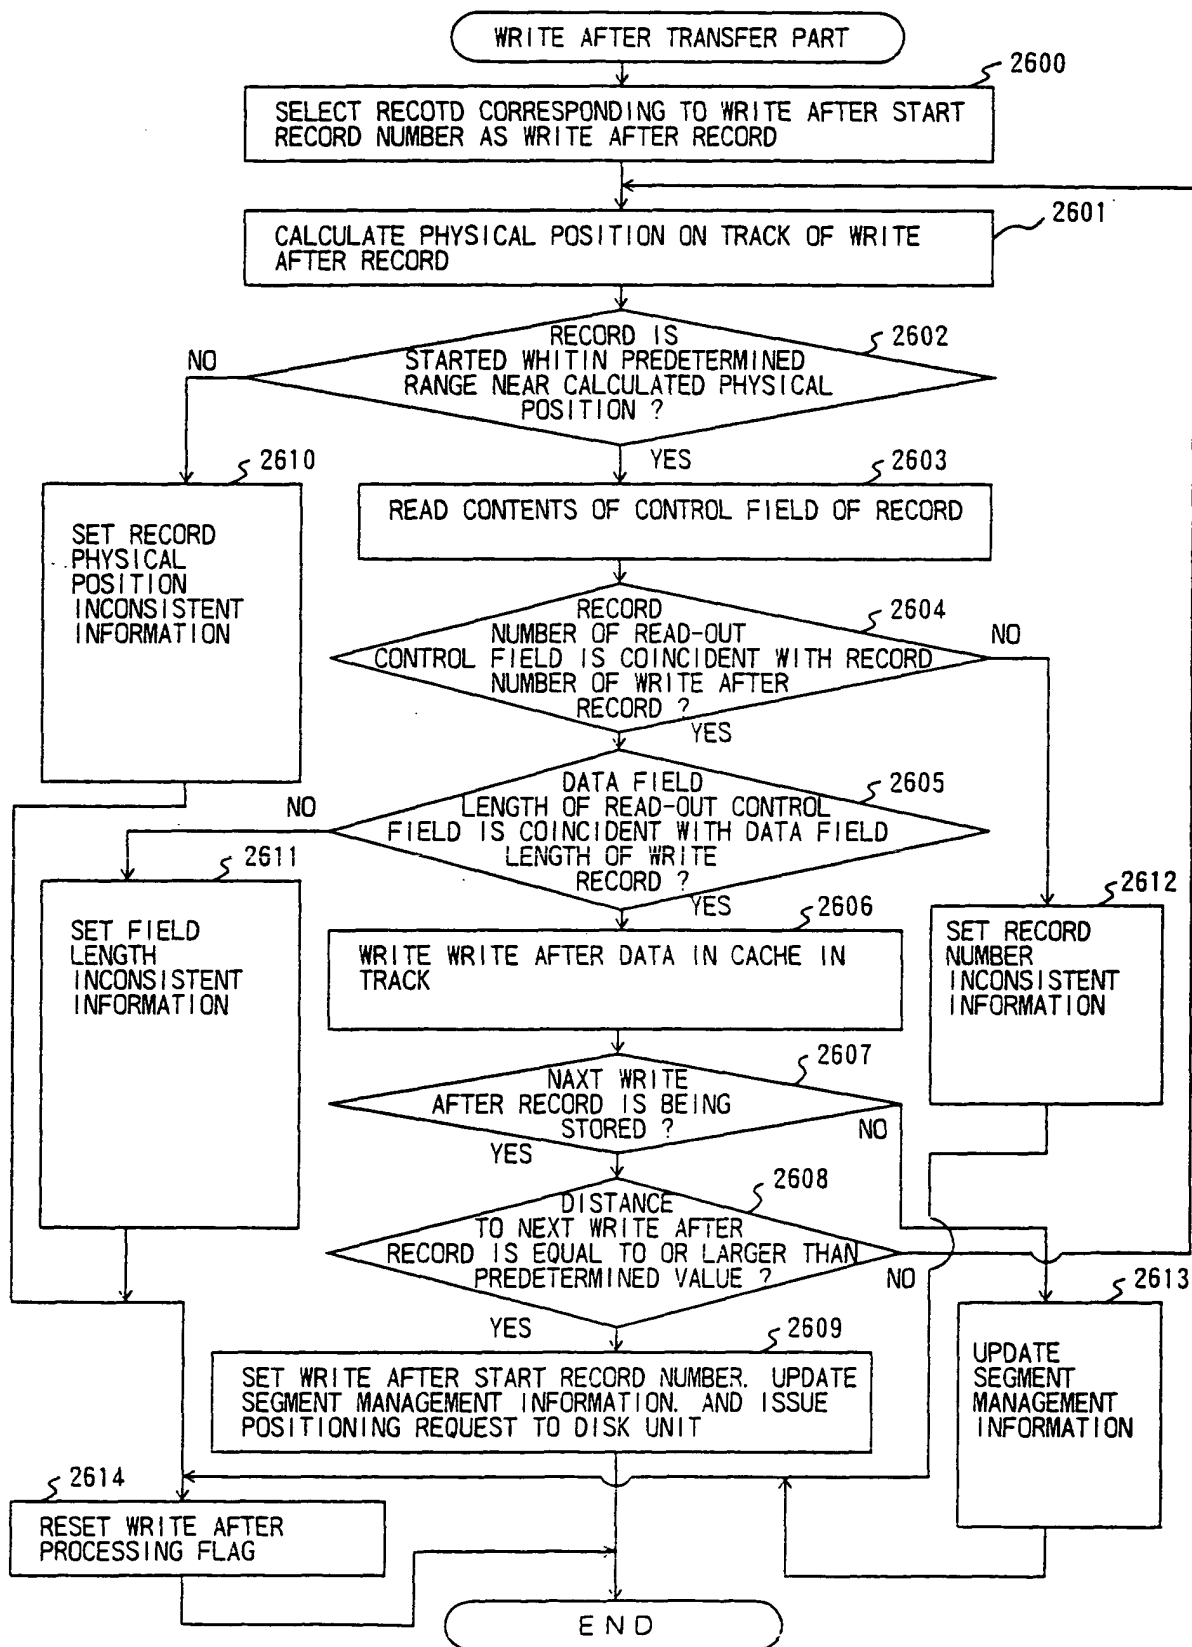 WRITE AFTER TRANSFER PART
2600
SELECT RECOTD CORRESPONDING TO WRITE AFTER START
RECORD NUMBER AS WRITE AFTER RECORD
2601
CALCULATE PHYSICAL POSITION ON TRACK OF WRITE
AFTER RECORD
2602
RECORD IS
STARTED WHITIN PREDETERMINED
RANGE NEAR CALCULATED PHYSICAL
POSITION ?
NO
YES
2610
SET RECORD
PHYSICAL
POSITION
INCONSISTENT
INFORMATION
2603
READ CONTENTS OF CONTROL FIELD OF RECORD
2604
RECORD
NUMBER OF READ-OUT
CONTROL FIELD IS COINCIDENT WITH RECORD
NUMBER OF WRITE AFTER
RECORD ?
NO
YES
2605
DATA FIELD
LENGTH OF READ-OUT CONTROL
FIELD IS COINCIDENT WITH DATA FIELD
LENGTH OF WRITE
RECORD ?
NO
YES
2611
SET FIELD
LENGTH
INCONSISTENT
INFORMATION
2612
SET RECORD
NUMBER
INCONSISTENT
INFORMATION
2606
WRITE WRITE AFTER DATA IN CACHE IN
TRACK
2607
NAXT WRITE
AFTER RECORD IS BEING
STORED ?
NO
YES
2608
DISTANCE
TO NEXT WRITE AFTER
RECORD IS EQUAL TO OR LARGER THAN
PREDETERMINED VALUE ?
NO
YES
2609
SET WRITE AFTER START RECORD NUMBER. UPDATE
SEGMENT MANAGEMENT INFORMATION. AND ISSUE
POSITIONING REQUEST TO DISK UNIT
2613
UPDATE
SEGMENT
MANAGEMENT
INFORMATION
2614
RESET WRITE AFTER
PROCESSING FLAG
END